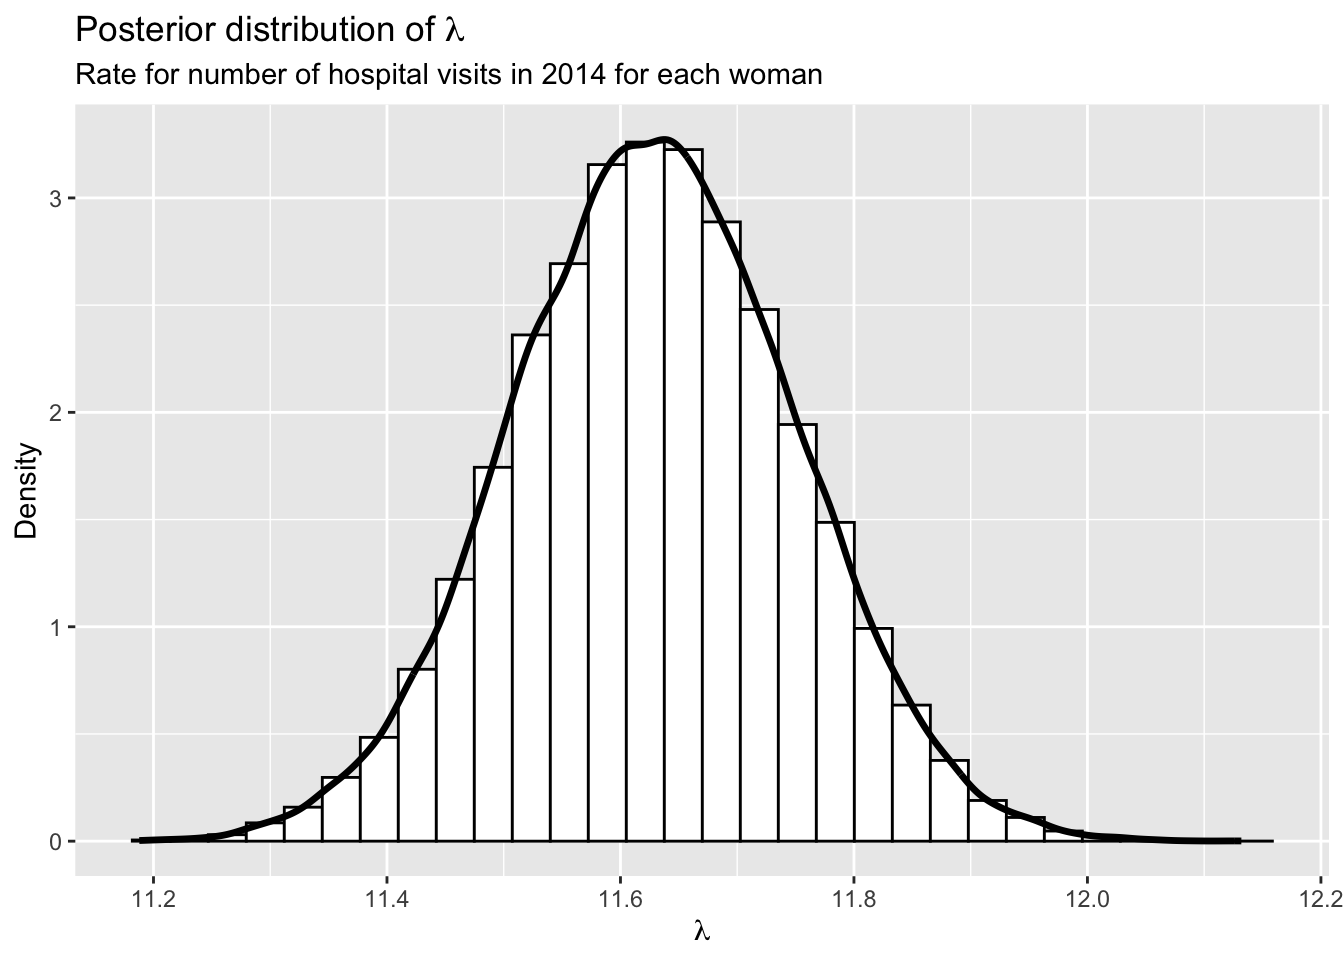 Posterior distribution of λ
Rate for number of hospital visits in 2014 for each woman
3
2
1
0
Density
11.2 11.4 11.6 11.8 12.0 12.2
λ